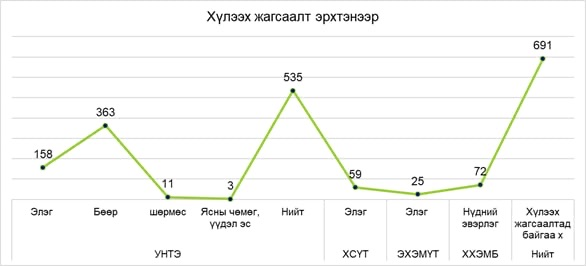 Хүлээх жагсаалт эрхтэнээр
158
363
11
3
535
59
25
72
691
Элэг
Бөөр
шөрмөс
Ясны чөмөг,
үүдэл эс
Нийт
Элэг
Элэг
Нүдний
эвэрлэг
Хүлээх
жагсаалтад
байгаа х
УНТЭ
ХСҮТ
ЭХЭМҮТ
ХХЭМБ
Нийт